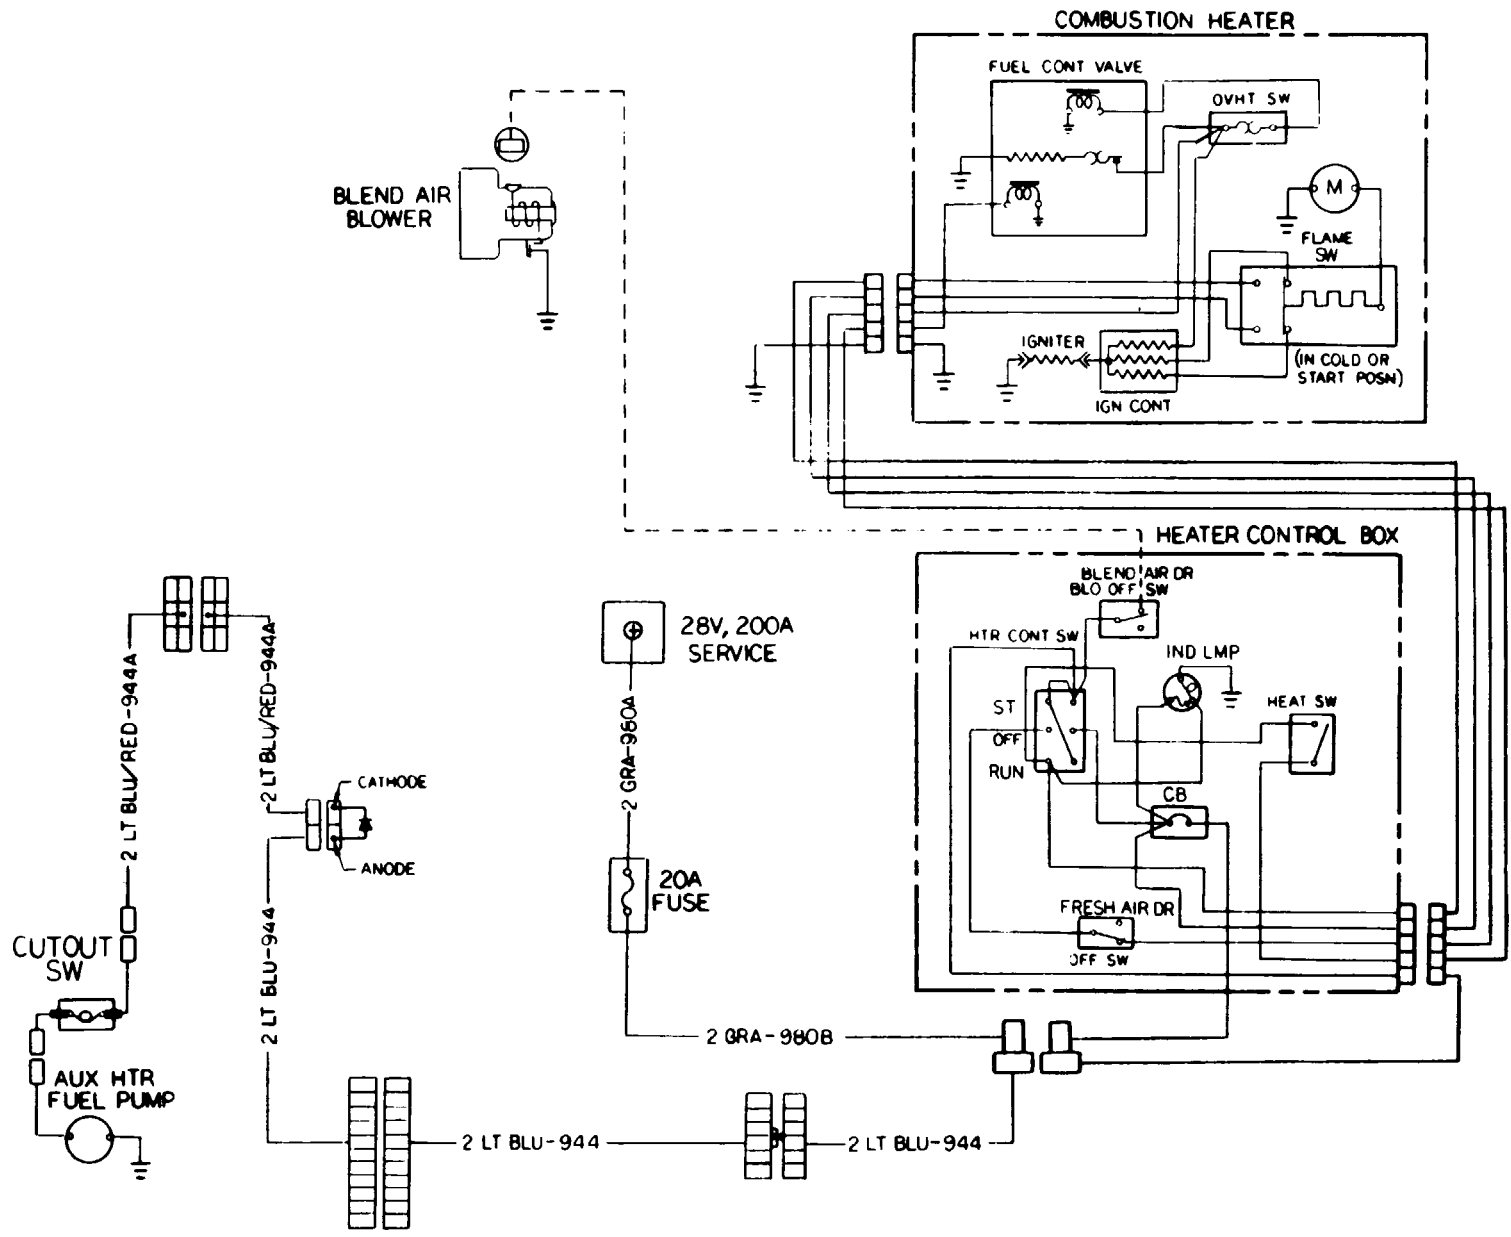 COMBUSTION HEATER
FUEL CONT VALVE
OVHT SW
M
BLEND AIR
BLOWER
FLAME
SW
IGNITER
(IN COLD OR
START POSN)
IGN CONT
HEATER CONTROL BOX
BLEND AIR DR
BLO OFF SW
HTR CONT SW
IND LMP
HEAT SW
ST
OFF
RUN
CB
FRESH AIR DR
OFF SW
28V, 200A
SERVICE
2 GRA-980A
20A
FUSE
2 GRA-980B
2 LT BLU/RED-944A
2 LT BLU/RED-944A
CATHODE
ANODE
2 LT BLU-944
CUTOUT
SW
AUX HTR
FUEL PUMP
2 LT BLU-944
2 LT BLU-944